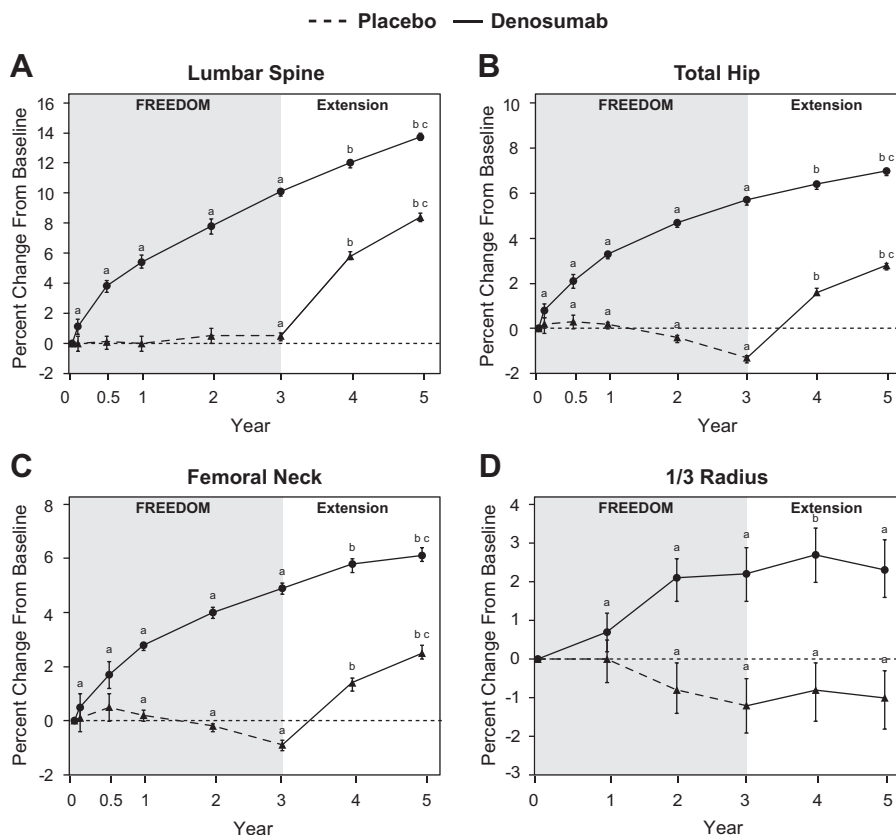 Placebo Denosumab
A
Lumbar Spine
FREEDOM Extension
Percent Change From Baseline
16
14
12
10
8
6
4
2
0
-2
a a a a a b b c
a b b c
0 0.5 1 2 3 4 5
Year
B
Total Hip
FREEDOM Extension
Percent Change From Baseline
10
8
6
4
2
0
-2
a a a a a b b c
a a a a b b c
0 0.5 1 2 3 4 5
Year
C
Femoral Neck
FREEDOM Extension
Percent Change From Baseline
8
6
4
2
0
-2
a a a a a b b c
a a a a b b c
0 0.5 1 2 3 4 5
Year
D
1/3 Radius
FREEDOM Extension
Percent Change From Baseline
4
3
2
1
0
-1
-2
-3
a a a b a
a a a a a
0 1 2 3 4 5
Year